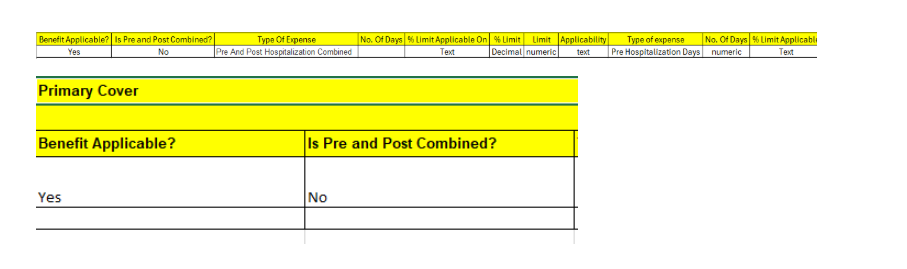 Benefit Applicable? Is Pre and Post Combined? Type Of Expense No. Of Days % Limit Applicable On % Limit Limit Applicability Type of expense No. Of Days % Limit Applicabl
Yes No Pre And Post Hospitalization Combined Text Decimal numeric text Pre Hospitalization Days numeric Text
Primary Cover
Benefit Applicable? Is Pre and Post Combined?
Yes No